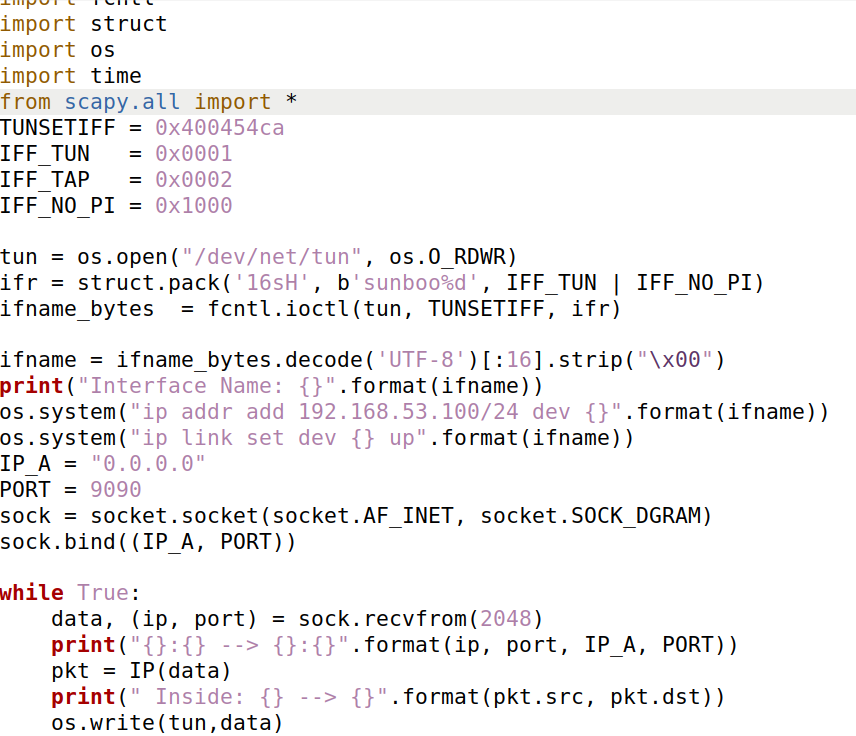 import fcntl
import struct
import os
import time
from scapy.all import *
TUNSETIFF = 0x400454ca
IFF_TUN   = 0x0001
IFF_TAP   = 0x0002
IFF_NO_PI = 0x1000

tun = os.open("/dev/net/tun", os.O_RDWR)
ifr = struct.pack('16sH', b'sunboo%d', IFF_TUN | IFF_NO_PI)
ifname_bytes  = fcntl.ioctl(tun, TUNSETIFF, ifr)

ifname = ifname_bytes.decode('UTF-8')[:16].strip("\x00")
print("Interface Name: {}".format(ifname))
os.system("ip addr add 192.168.53.100/24 dev {}".format(ifname))
os.system("ip link set dev {} up".format(ifname))
IP_A = "0.0.0.0"
PORT = 9090
sock = socket.socket(socket.AF_INET, socket.SOCK_DGRAM)
sock.bind((IP_A, PORT))

while True:
    data, (ip, port) = sock.recvfrom(2048)
    print("{}:{} --> {}:{}".format(ip, port, IP_A, PORT))
    pkt = IP(data)
    print(" Inside: {} --> {}".format(pkt.src, pkt.dst))
    os.write(tun,data)